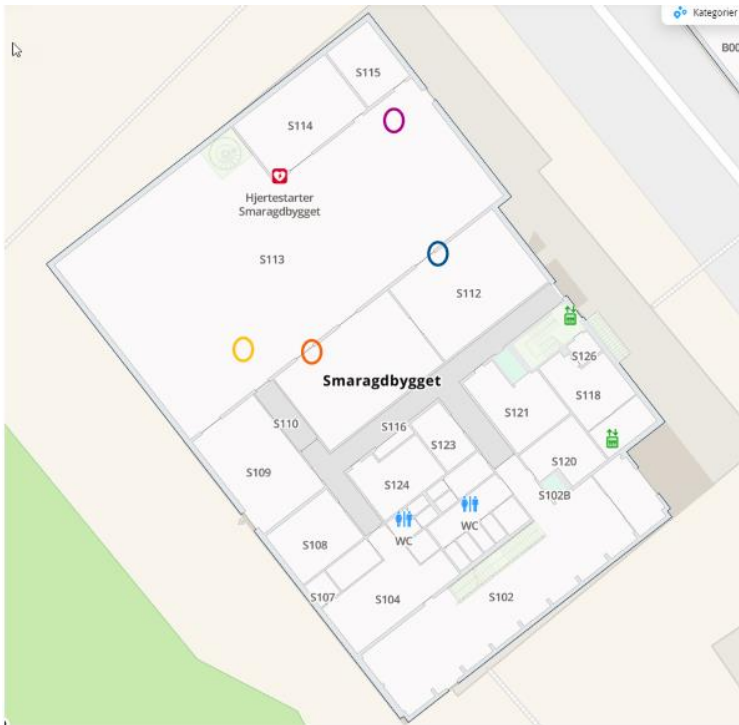 Kategorier
B00
S115
S114
Hjertestarter
Smaragdbygget
S113
S112
S126
Smaragdbygget
S118
S121
S110
S116
S123
S109
S120
S124
S102B
WC
WC
S108
S107
S104
S102